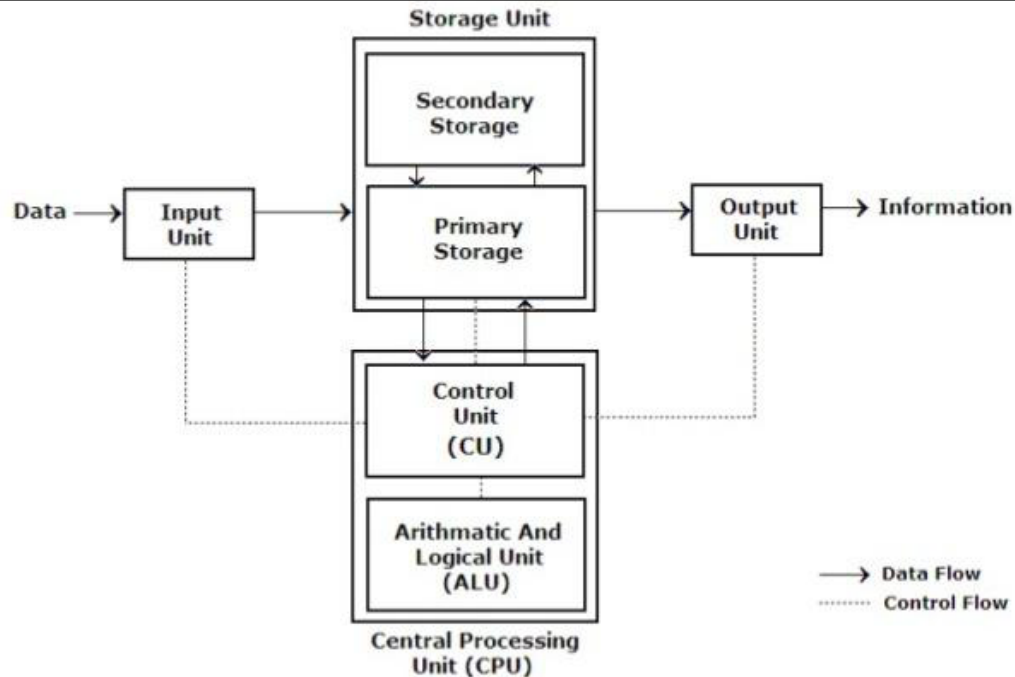 Storage Unit
Secondary
Storage
Data
Input
Unit
Primary
Storage
Output
Unit
Information
Control
Unit
(CU)
Arithmatic And
Logical Unit
(ALU)
Data Flow
Control Flow
Central Processing
Unit (CPU)